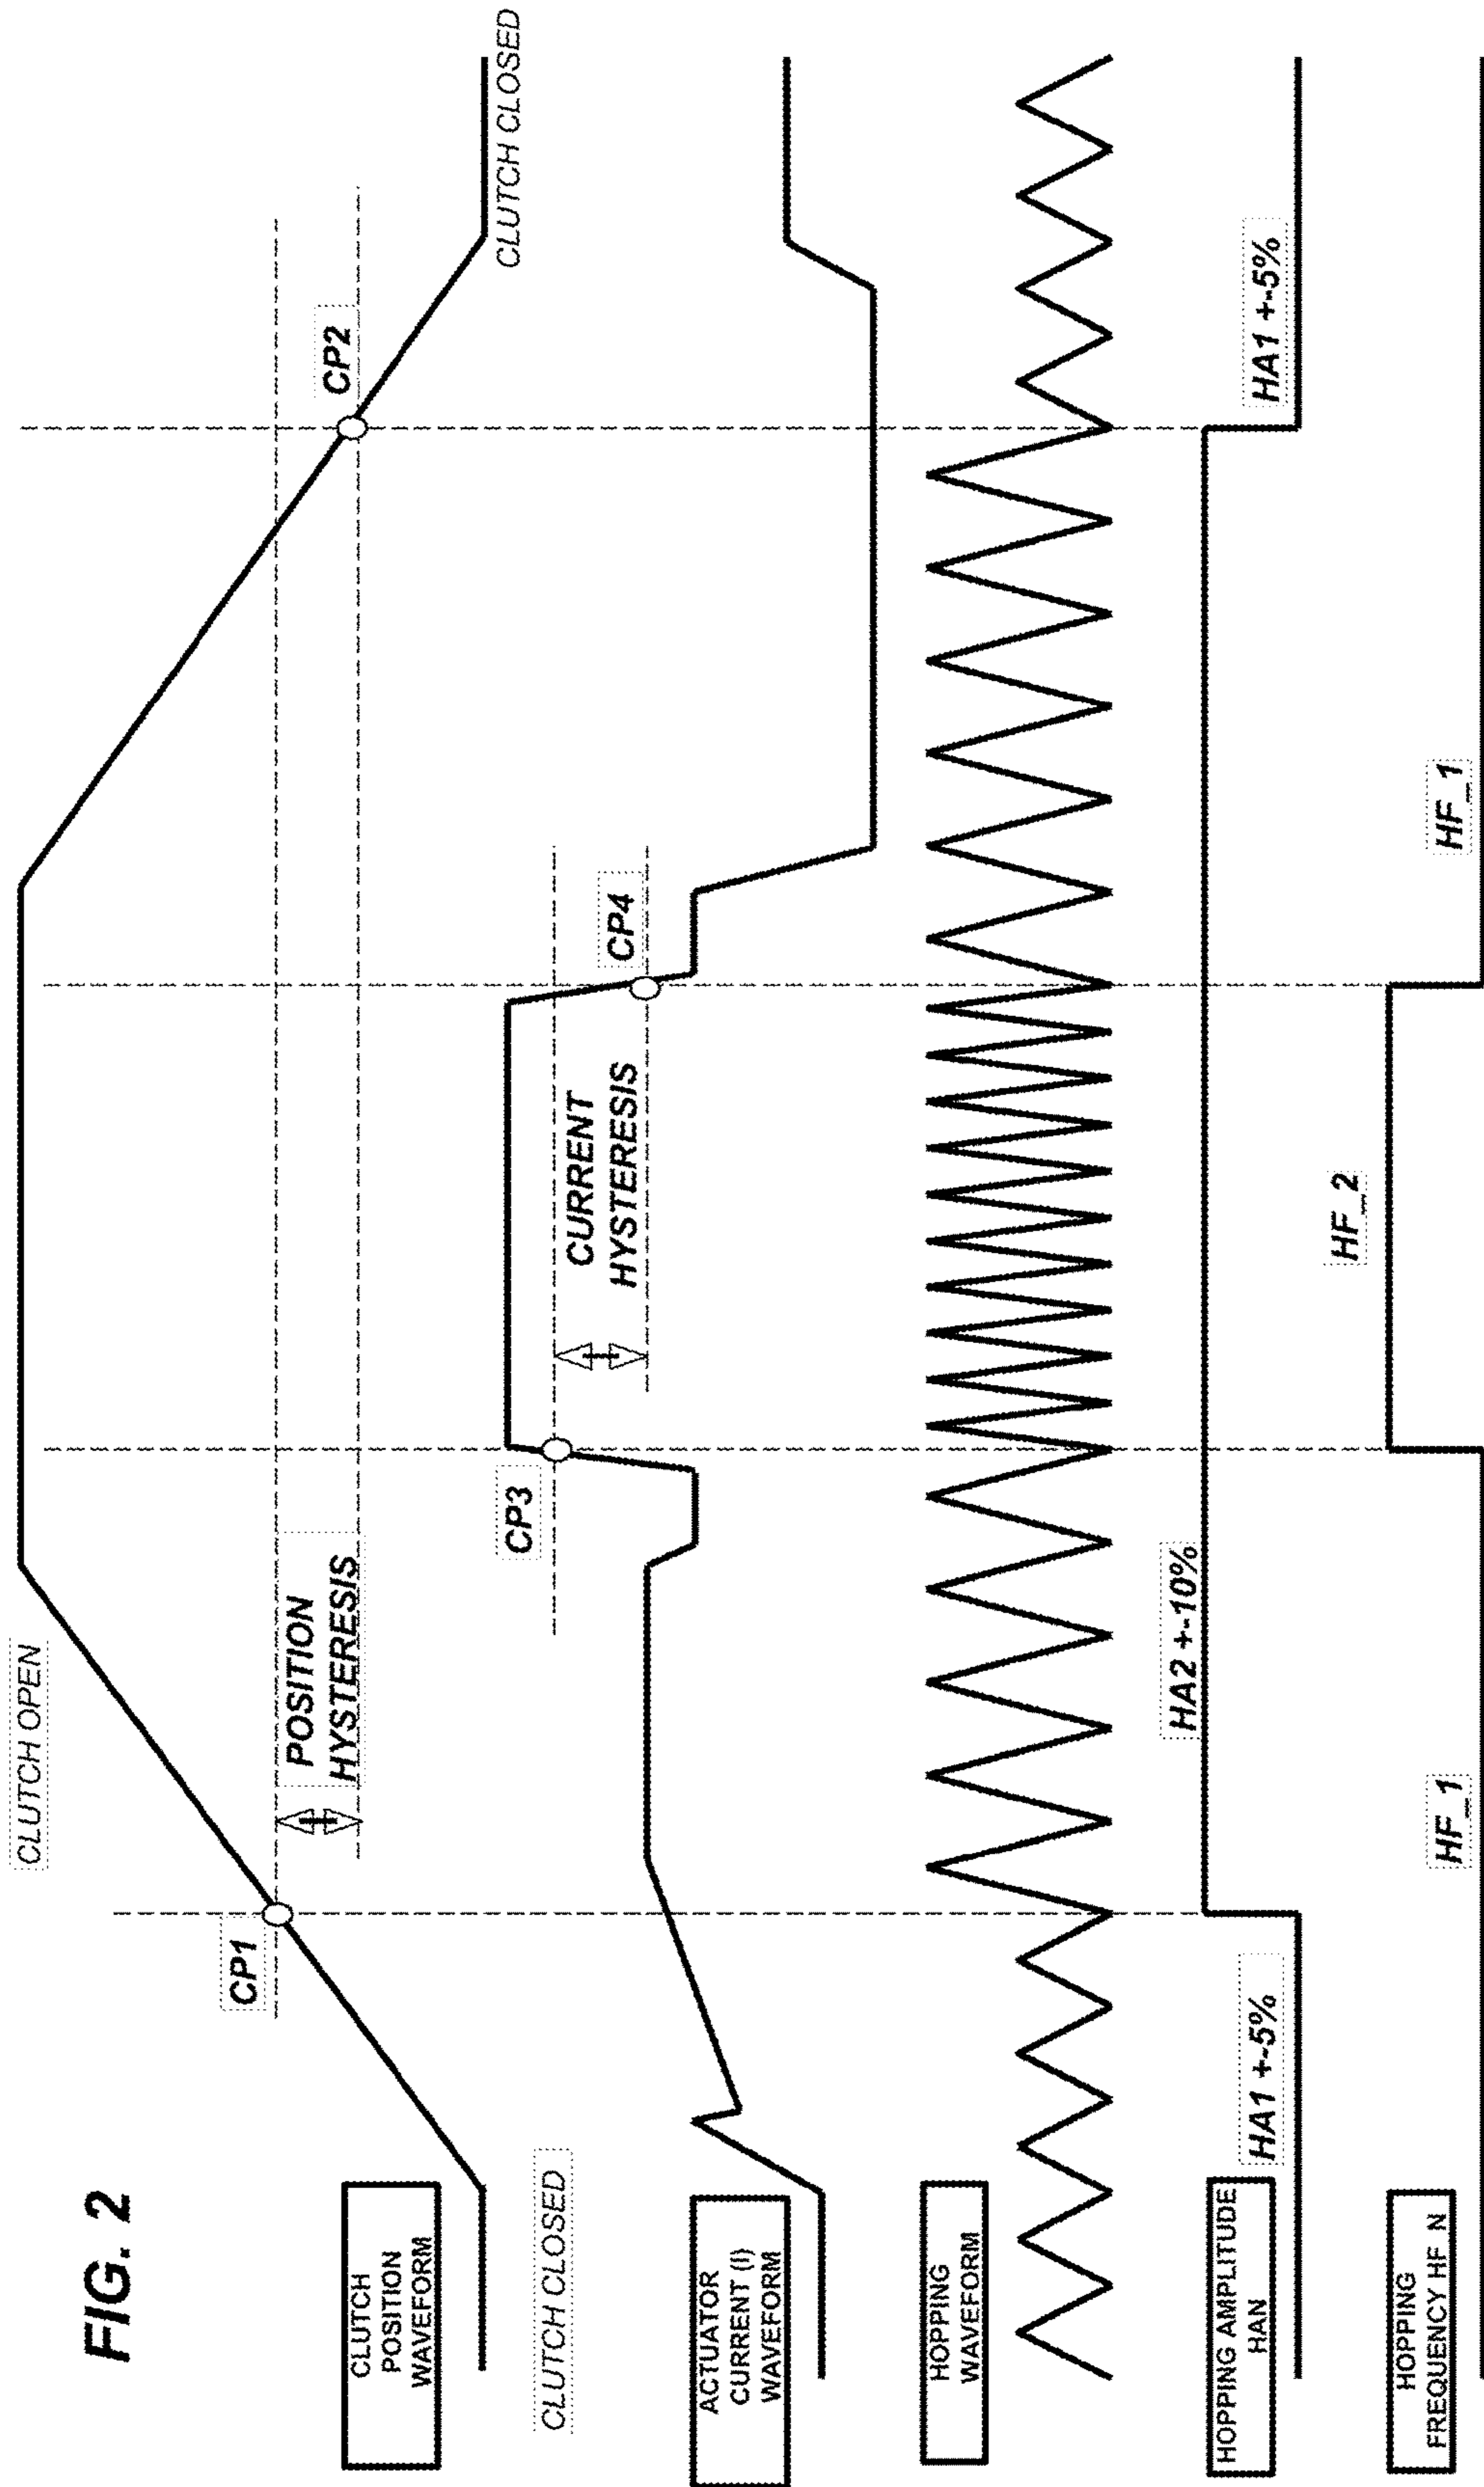 FIG. 2
CLUTCH OPEN
CP1
CP2
POSITION
HYSTERESIS
CLUTCH
POSITION
WAVEFORM
CLUTCH CLOSED
CLUTCH CLOSED
CP3
CURRENT
HYSTERESIS
CP4
ACTUATOR
CURRENT (I)
WAVEFORM
HOPPING
WAVEFORM
HA2 +-10%
HOPPING AMPLITUDE
HAN
HA1 +-5%
HA1 +-5%
HF_2
HOPPING
FREQUENCY HF N
HF_1
HF_1